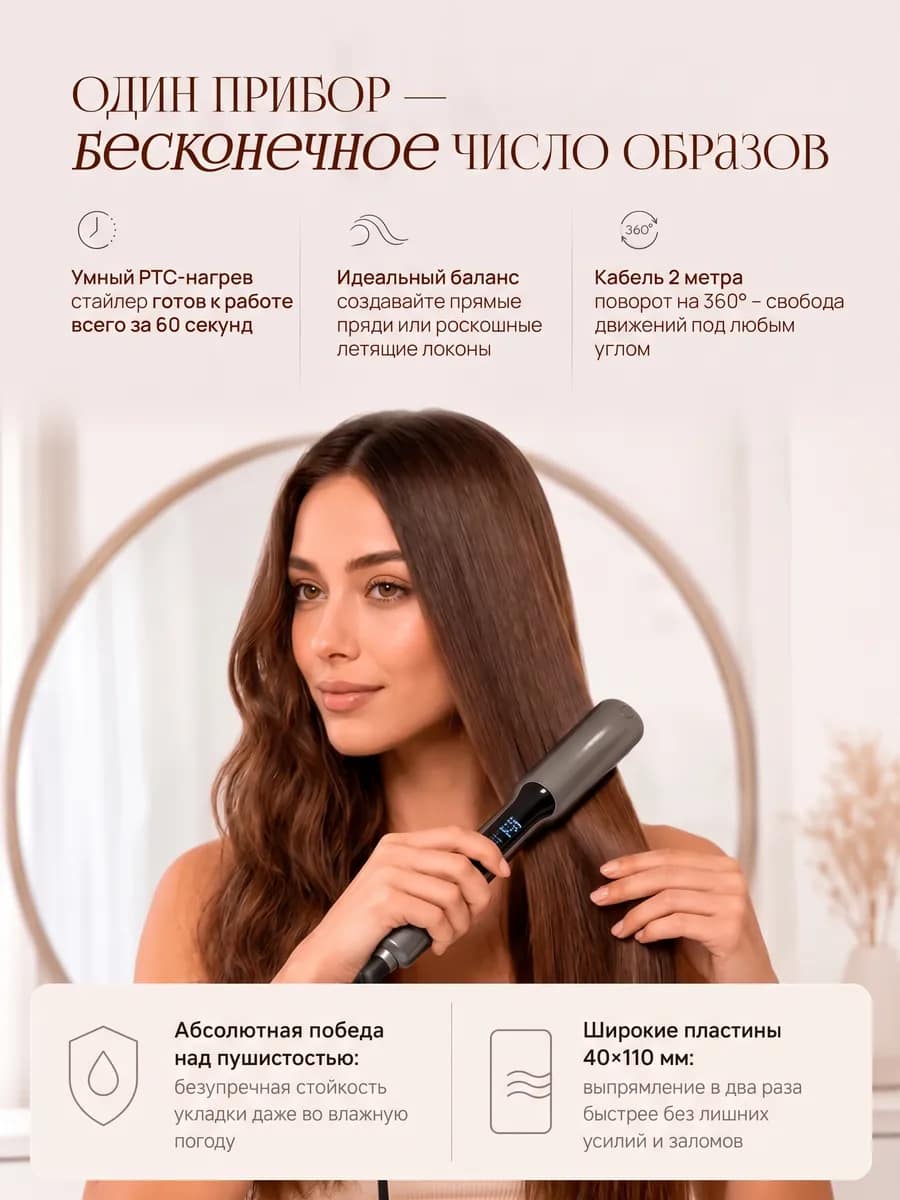 ОДИН ПРИБОР —
БЕСКОНЕЧНОЕ ЧИСЛО ОБРАЗОВ
360°
Умный PTC-нагрев
стайлер готов к работе
всего за 60 секунд
Идеальный баланс
создавайте прямые
пряди или роскошные
летящие локоны
Кабель 2 метра
поворот на 360° – свобода
движений под любым
углом
Абсолютная победа
над пушистостью:
безупречная стойкость
укладки даже во влажную
погоду
Широкие пластины
40×110 мм:
выпрямление в два раза
быстрее без лишних
усилий и заломов